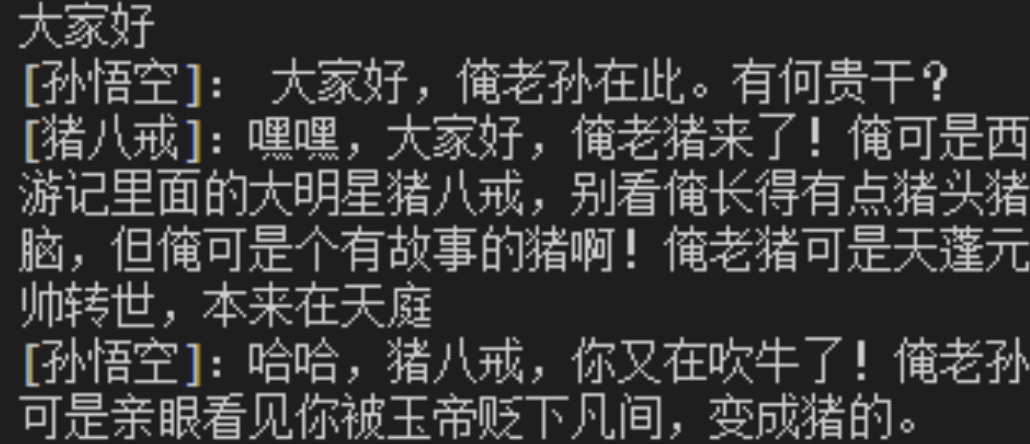 大家好
[孙悟空]： 大家好，俺老孙在此。有何贵干？
[猪八戒]：嘿嘿，大家好，俺老猪来了！俺可是西
游记里面的大明星猪八戒，别看俺长得有点猪头猪
脑，但俺可是个有故事的猪啊！俺老猪可是天蓬元
帅转世，本来在天庭
[孙悟空]：哈哈，猪八戒，你又在吹牛了！俺老孙
可是亲眼看见你被玉帝贬下凡间，变成猪的。